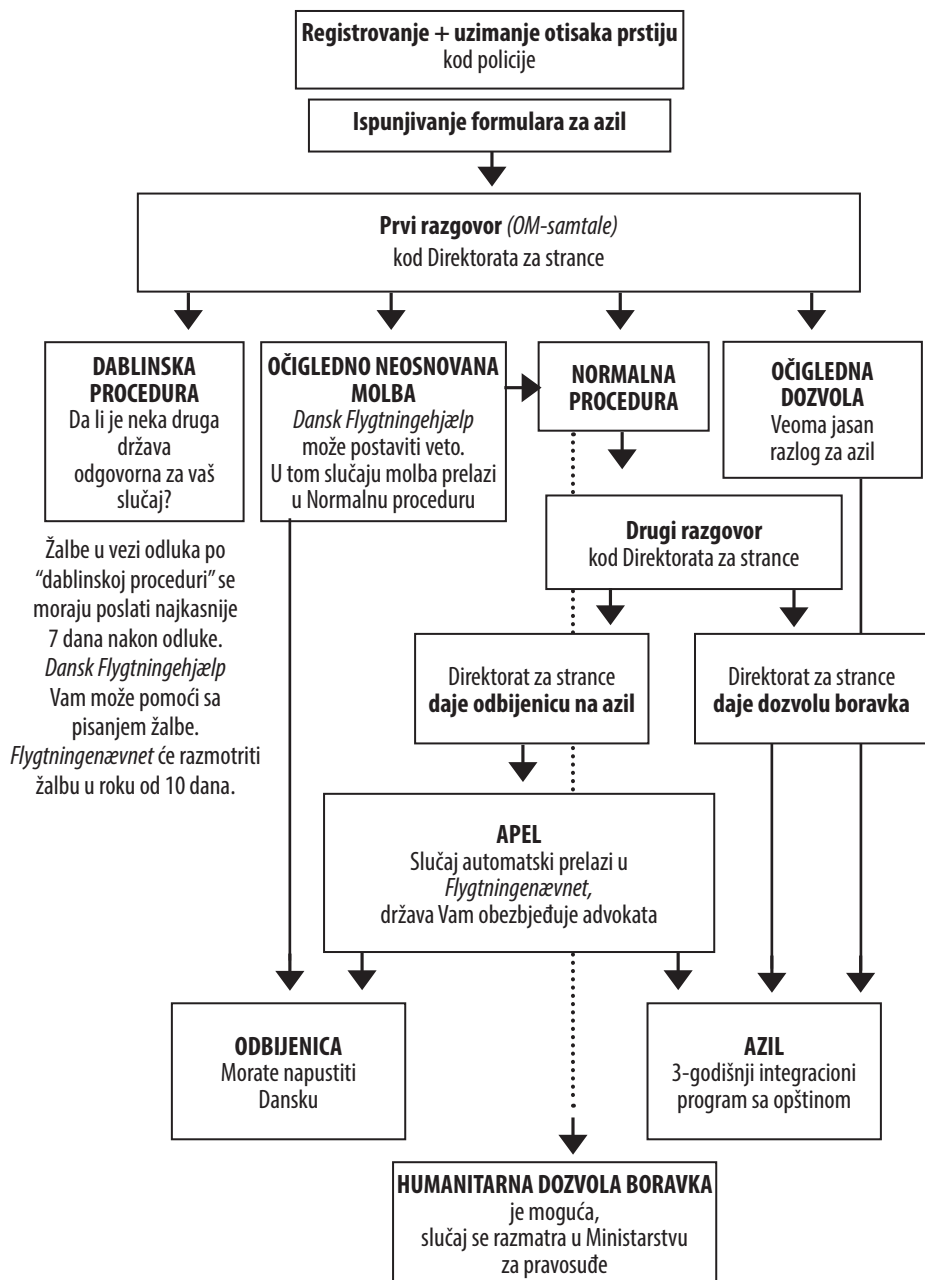 Registrovanje + uzimanje otisaka prstiju
kod policije
Ispunjivanje formulara za azil
Prvi razgovor (OM-samtale)
kod Direktorata za strance
DABLINSKA
PROCEDURA
Da li je neka druga
država
odgovorna za vaš
slučaj?
OČIGLEDNO NEOSNOVANA
MOLBA
Dansk Flygtningehjælp
može postaviti veto.
U tom slučaju molba prelazi
u Normalnu proceduru
NORMALNA
PROCEDURA
OČIGLEDNA
DOZVOLA
Veoma jasan
razlog za azil
Žalbe u vezi odluka po
“dablinskoj proceduri” se
moraju poslati najkasnije
7 dana nakon odluke.
Dansk Flygtningehjælp
Vam može pomoći sa
pisanjem žalbe.
Flygtningenævnet će razmotriti
žalbu u roku od 10 dana.
Drugi razgovor
kod Direktorata za strance
Direktorat za strance
daje odbijenicu na azil
Direktorat za strance
daje dozvolu boravka
APEL
Slučaj automatski prelazi u
Flygtningenævnet,
država Vam obezbjeđuje advokata
ODBIJENICA
Morate napustiti
Dansku
AZIL
3-godišnji integracioni
program sa opštinom
HUMANITARNA DOZVOLA BORAVKA
je moguća,
slučaj se razmatra u Ministarstvu
za pravosuđe